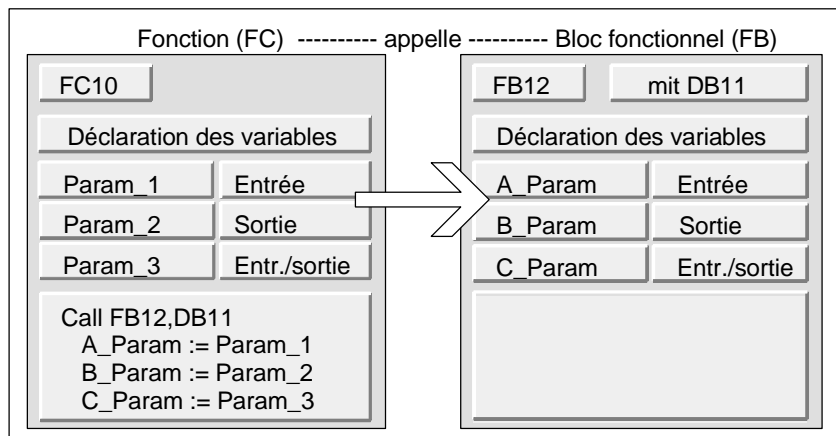 Fonction (FC) ---------- appelle ---------- Bloc fonctionnel (FB)
FC10
Déclaration des variables
Param_1 Entrée
Param_2 Sortie
Param_3 Entr./sortie
Call FB12,DB11
A_Param := Param_1
B_Param := Param_2
C_Param := Param_3
FB12 mit DB11
Déclaration des variables
A_Param Entrée
B_Param Sortie
C_Param Entr./sortie